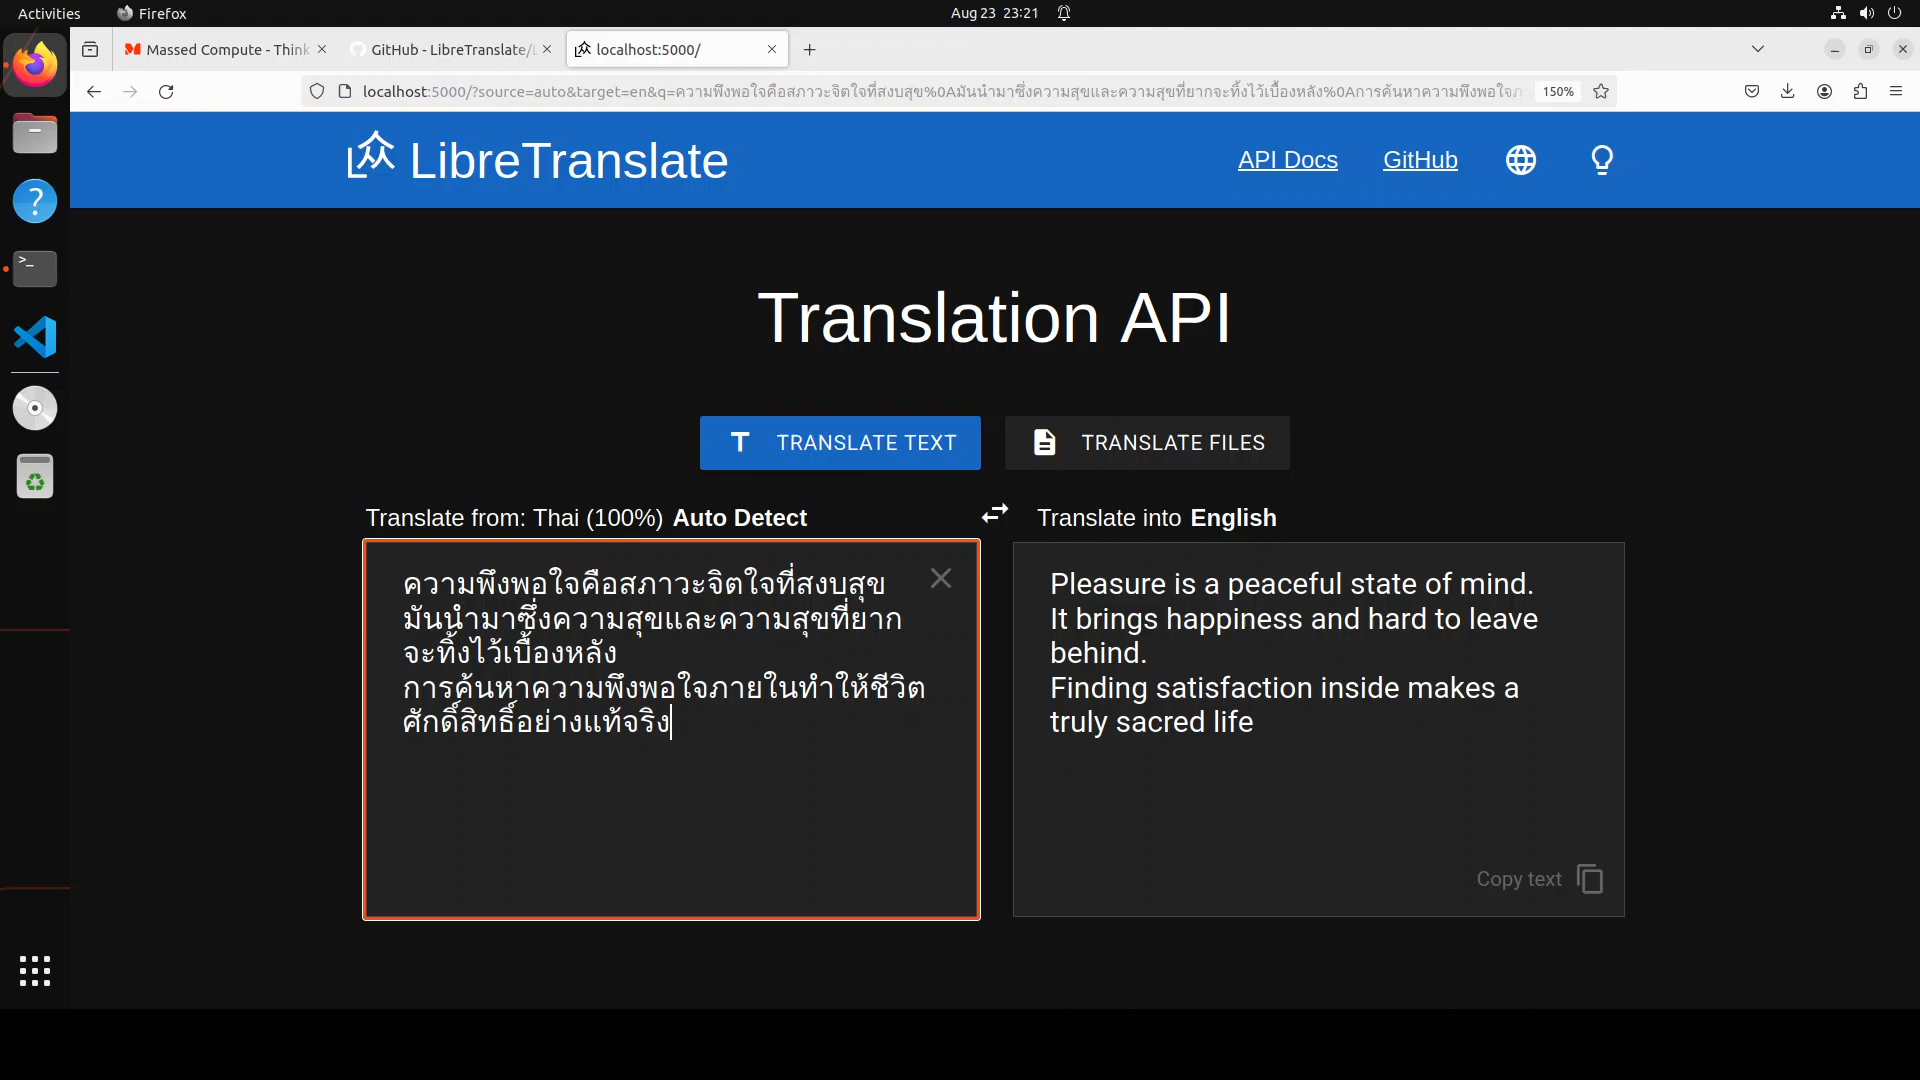 Activities
Firefox
Aug 23 23:21
Massed Compute - Think
GitHub - LibreTranslate/L
localhost:5000/
localhost:5000/?source=auto&target=en&q=ความพึงพอใจคือสภาวะจิตใจที่สงบสุข%0Aมันนำมาซึ่งความสุขและความสุขที่ยากจะทิ้งไว้เบื้องหลัง%0Aการค้นหาความพึงพอใจภ
150%
LibreTranslate
API Docs
GitHub
Translation API
TRANSLATE TEXT
TRANSLATE FILES
Translate from: Thai (100%) Auto Detect
Translate into English
ความพึงพอใจคือสภาวะจิตใจที่สงบสุข
มันนำมาซึ่งความสุขและความสุขที่ยาก
จะทิ้งไว้เบื้องหลัง
การค้นหาความพึงพอใจภายในทำให้ชีวิต
ศักดิ์สิทธิ์อย่างแท้จริง
Pleasure is a peaceful state of mind.
It brings happiness and hard to leave
behind.
Finding satisfaction inside makes a
truly sacred life
Copy text